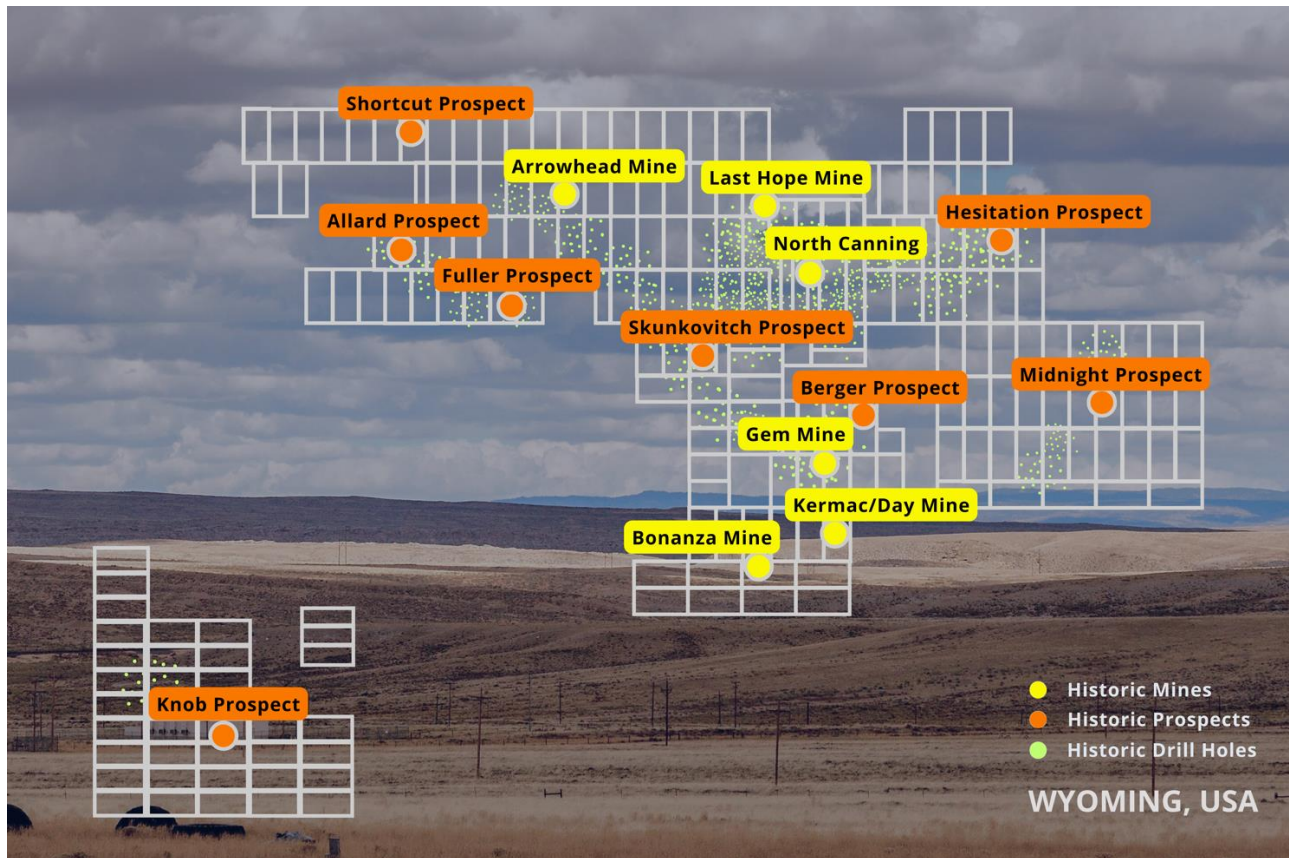 Shortcut Prospect
Arrowhead Mine
Last Hope Mine
Allard Prospect
Hesitation Prospect
North Canning
Fuller Prospect
Skunkovitch Prospect
Midnight Prospect
Berger Prospect
Gem Mine
Kermac/Day Mine
Bonanza Mine
Knob Prospect
Historic Mines
Historic Prospects
Historic Drill Holes
WYOMING, USA